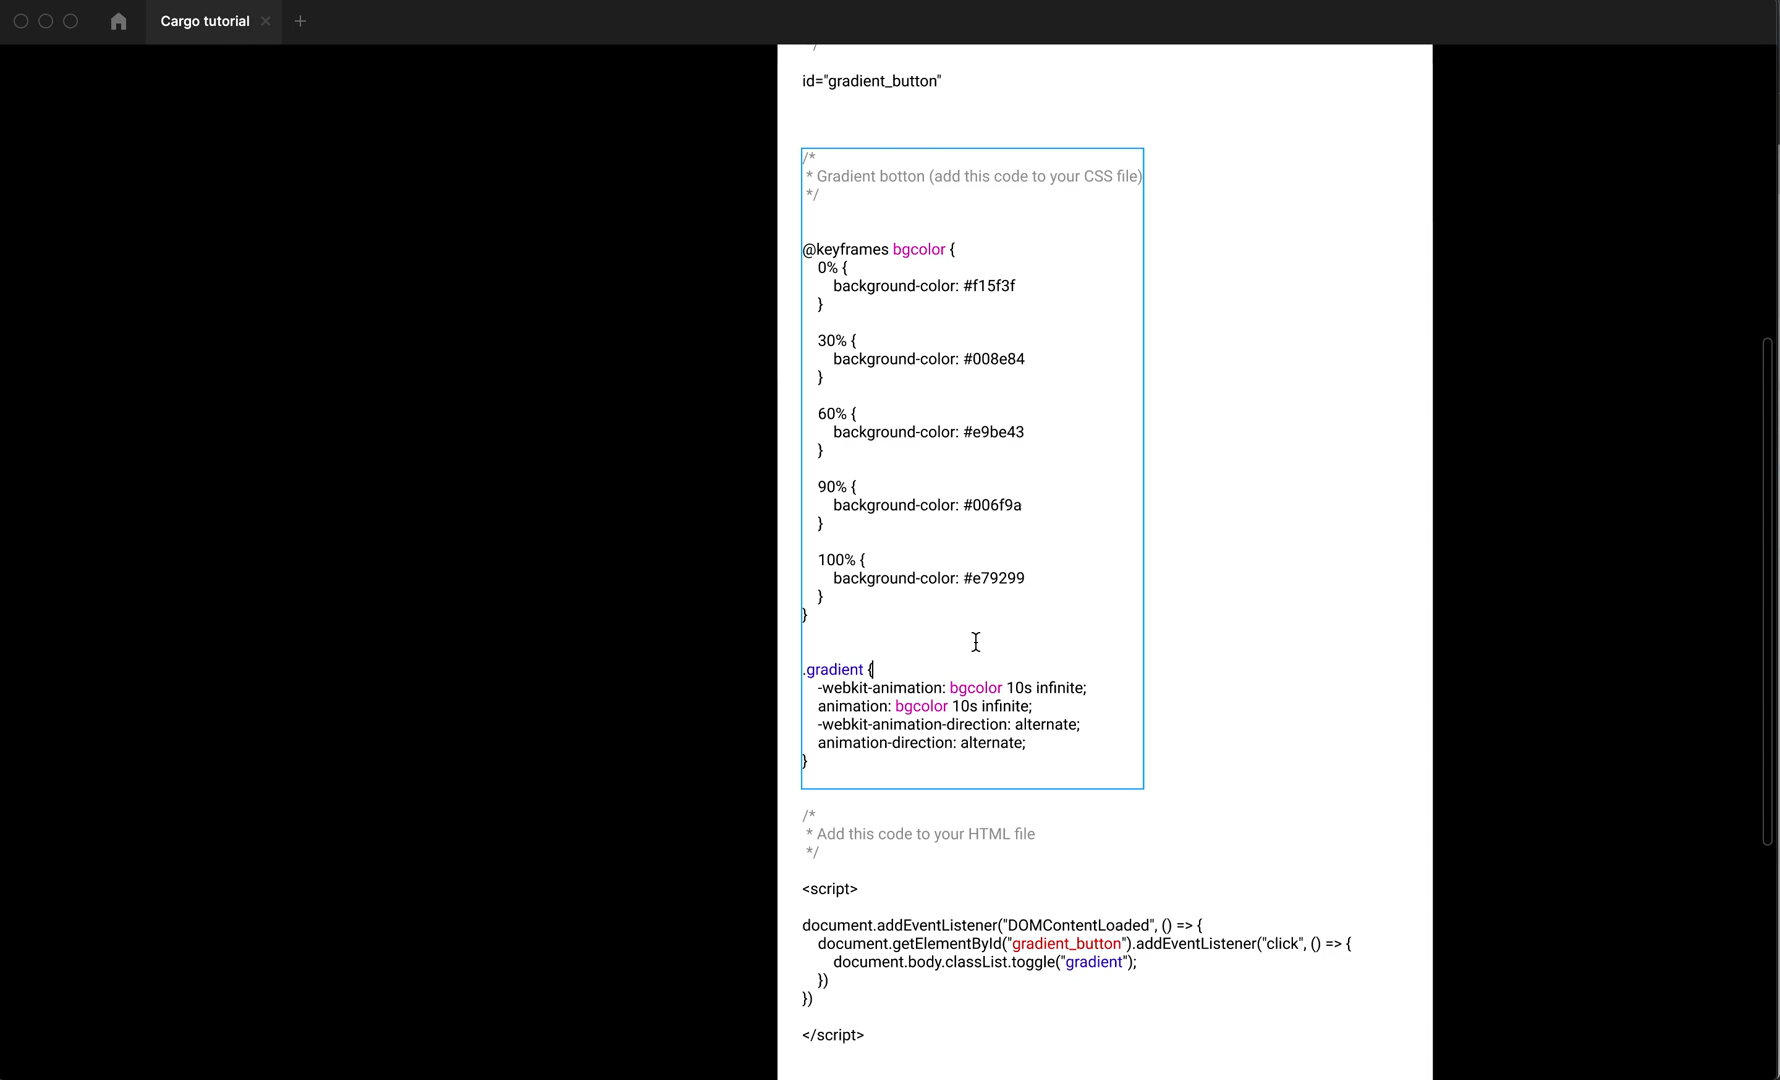 Cargo tutorial
/
id="gradient_button"
/*
* Gradient botton (add this code to your CSS file)
*/
@keyframes bgcolor {
0% {
background-color: #f15f3f
}
30% {
background-color: #008e84
}
60% {
background-color: #e9be43
}
90% {
background-color: #006f9a
}
100% {
background-color: #e79299
}
}
.gradient {
-webkit-animation: bgcolor 10s infinite;
animation: bgcolor 10s infinite;
-webkit-animation-direction: alternate;
animation-direction: alternate;
}
/*
* Add this code to your HTML file
*/
<script>
document.addEventListener("DOMContentLoaded", () => {
document.getElementById("gradient_button").addEventListener("click", () => {
document.body.classList.toggle("gradient");
})
})
</script>